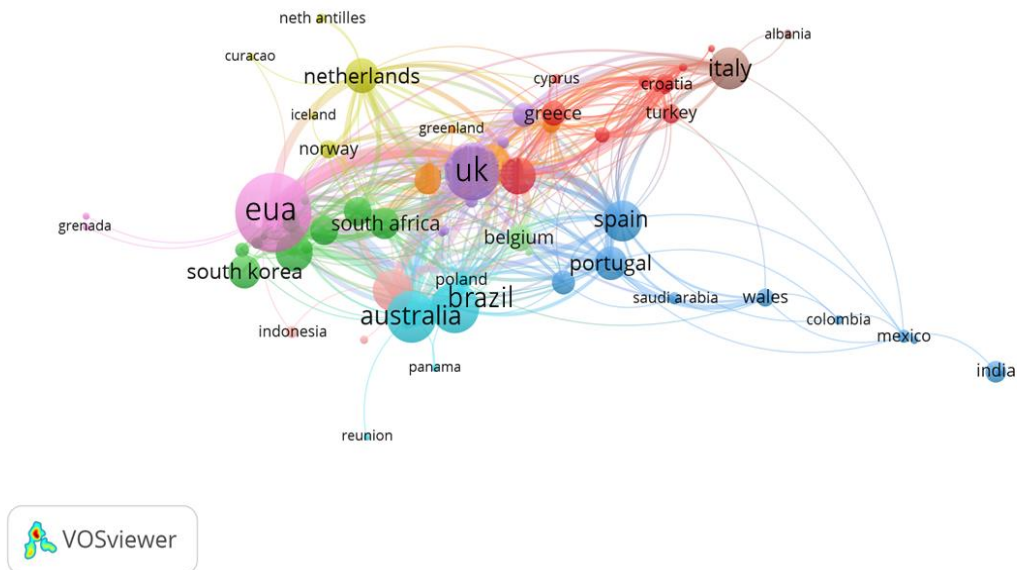 neth antilles
albania
curacao
netherlands
cyprus
croatia
italy
iceland
greenland
greece
turkey
norway
uk
eua
grenada
south africa
belgium
spain
south korea
poland
portugal
brazil
saudi arabia
wales
australia
colombia
indonesia
mexico
panama
india
reunion
VOSviewer